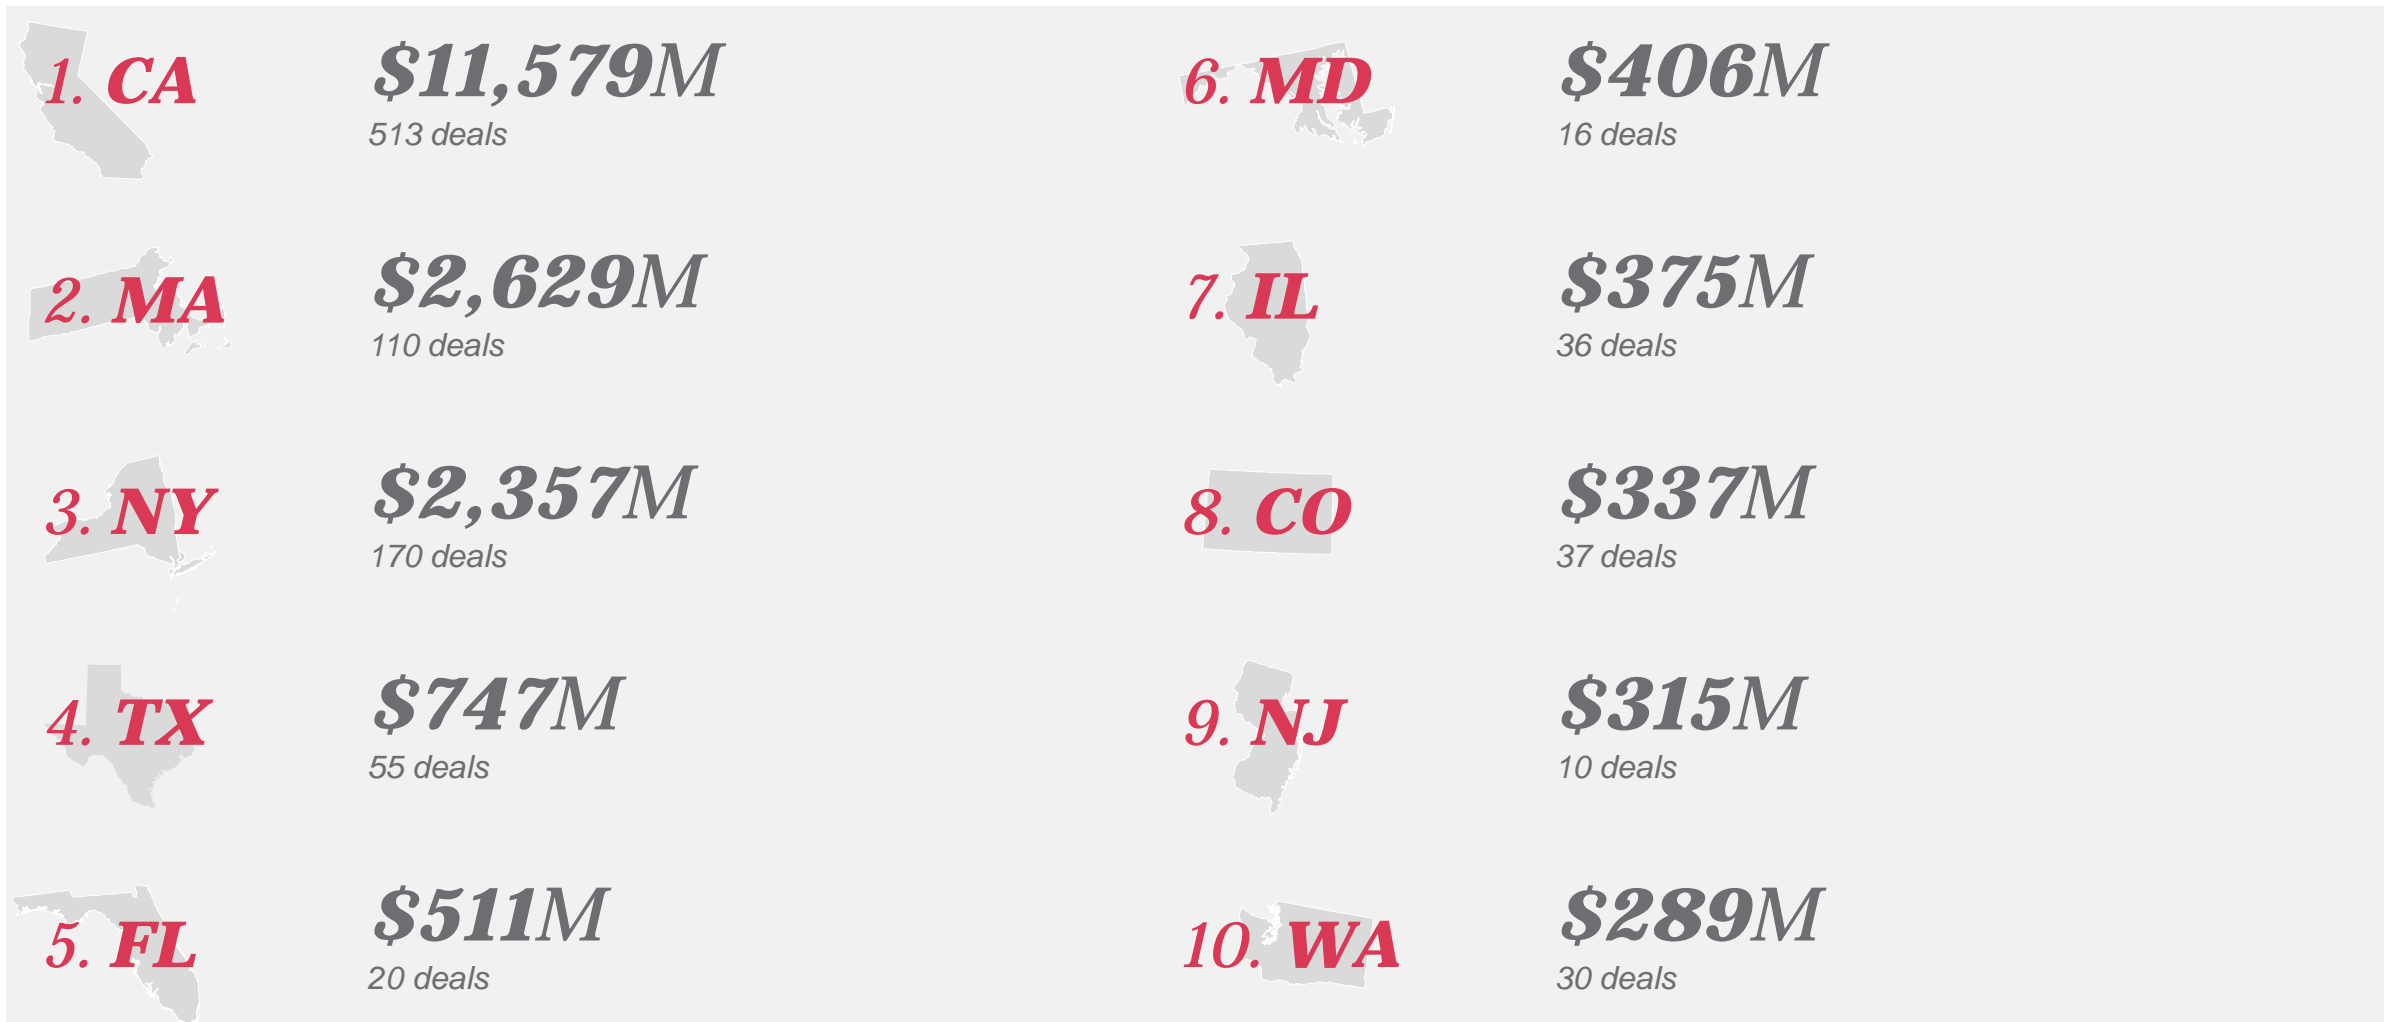 1. CA
$11,579M
513 deals
2. MA
$2,629M
110 deals
3. NY
$2,357M
170 deals
4. TX
$747M
55 deals
5. FL
$511M
20 deals
6. MD
$406M
16 deals
7. IL
$375M
36 deals
8. CO
$337M
37 deals
9. NJ
$315M
10 deals
10. WA
$289M
30 deals